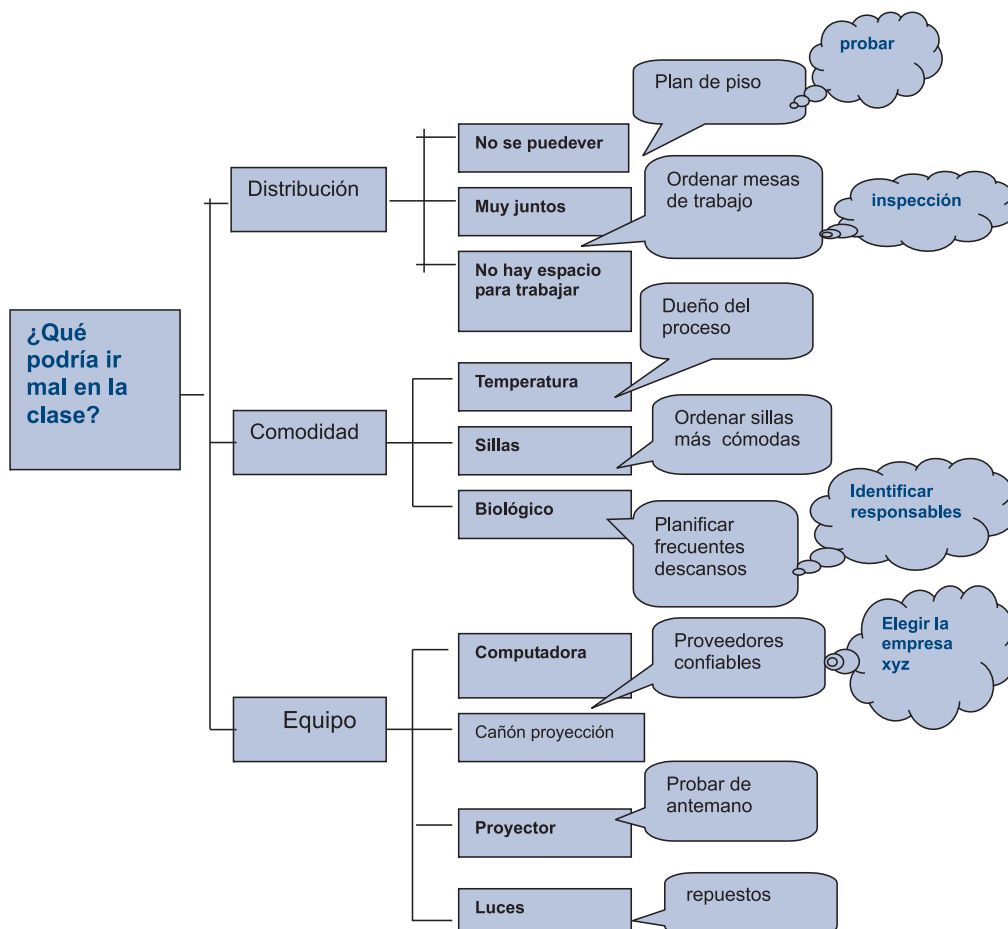 ¿Qué
podría ir
mal en la
clase?
Distribución
No se puedever
Plan de piso
probar
Muy juntos
Ordenar mesas
de trabajo
inspección
No hay espacio
para trabajar
Comodidad
Temperatura
Dueño del
proceso
Sillas
Ordenar sillas
más cómodas
Biológico
Planificar
frecuentes
descansos
Identificar
responsables
Equipo
Computadora
Proveedores
confiables
Elegir la
empresa
xyz
Cañón proyección
Proyector
Probar de
antemano
Luces
repuestos